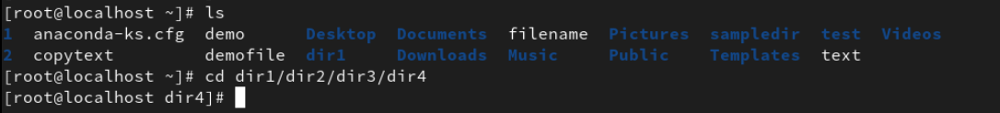 [root@localhost ~]# ls
1  anaconda-ks.cfg  demo      Desktop  Documents  filename  Pictures  sampledir  test  Videos
2  copytext         demofile  dir1     Downloads  Music     Public    Templates  text
[root@localhost ~]# cd dir1/dir2/dir3/dir4
[root@localhost dir4]#